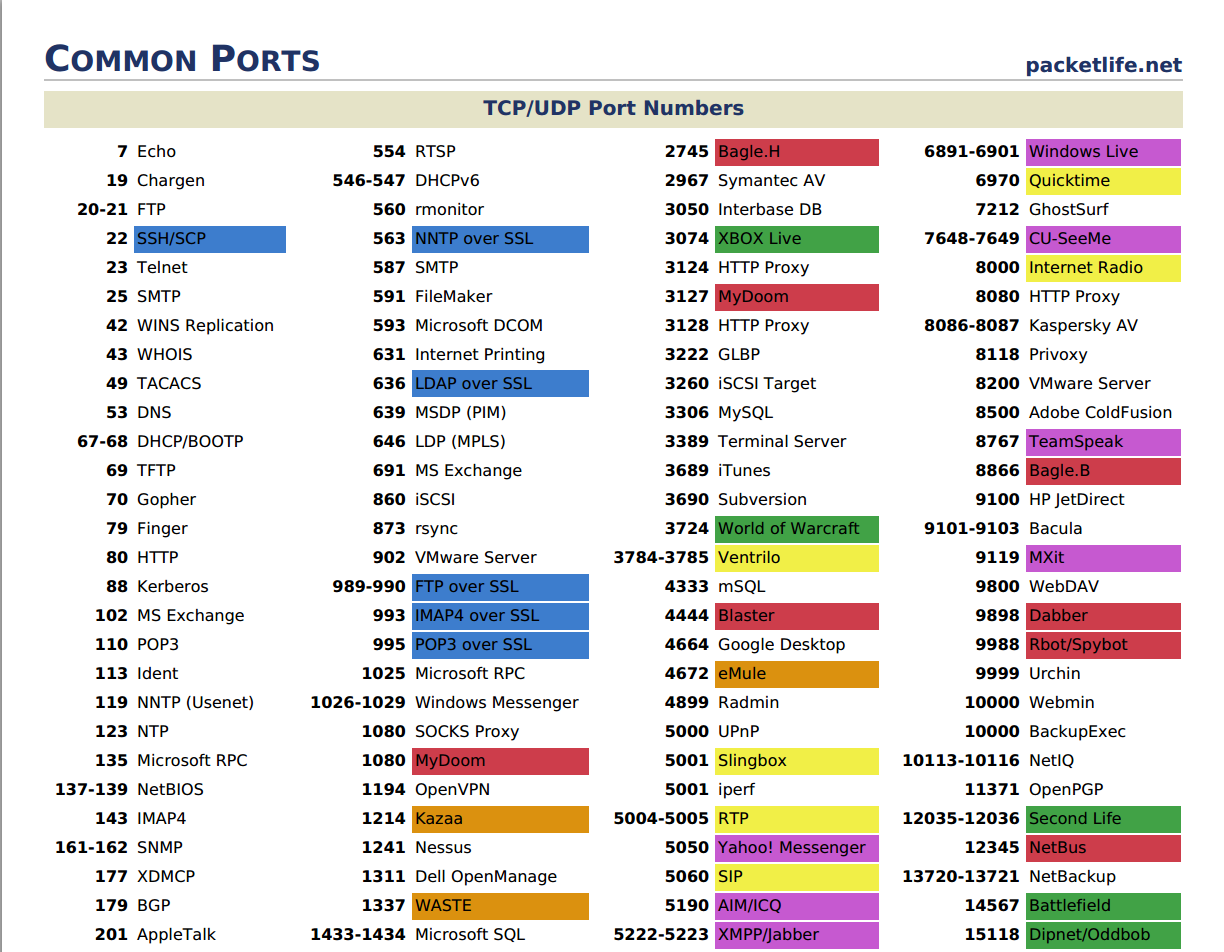 COMMON PORTS
packetlife.net
TCP/UDP Port Numbers
7 Echo
19 Chargen
20-21 FTP
22 SSH/SCP
23 Telnet
25 SMTP
42 WINS Replication
43 WHOIS
49 TACACS
53 DNS
67-68 DHCP/BOOTP
69 TFTP
70 Gopher
79 Finger
80 HTTP
88 Kerberos
102 MS Exchange
110 POP3
113 Ident
119 NNTP (Usenet)
123 NTP
135 Microsoft RPC
137-139 NetBIOS
143 IMAP4
161-162 SNMP
177 XDMCP
179 BGP
201 AppleTalk
554 RTSP
546-547 DHCPv6
560 rmonitor
563 NNTP over SSL
587 SMTP
591 FileMaker
593 Microsoft DCOM
631 Internet Printing
636 LDAP over SSL
639 MSDP (PIM)
646 LDP (MPLS)
691 MS Exchange
860 iSCSI
873 rsync
902 VMware Server
989-990 FTP over SSL
993 IMAP4 over SSL
995 POP3 over SSL
1025 Microsoft RPC
1026-1029 Windows Messenger
1080 SOCKS Proxy
1080 MyDoom
1194 OpenVPN
1214 Kazaa
1241 Nessus
1311 Dell OpenManage
1337 WASTE
1433-1434 Microsoft SQL
2745 Bagle.H
2967 Symantec AV
3050 Interbase DB
3074 XBOX Live
3124 HTTP Proxy
3127 MyDoom
3128 HTTP Proxy
3222 GLBP
3260 iSCSI Target
3306 MySQL
3389 Terminal Server
3689 iTunes
3690 Subversion
3724 World of Warcraft
3784-3785 Ventrilo
4333 mSQL
4444 Blaster
4664 Google Desktop
4672 eMule
4899 Radmin
5000 UPnP
5001 Slingbox
5001 iperf
5004-5005 RTP
5050 Yahoo! Messenger
5060 SIP
5190 AIM/ICQ
5222-5223 XMPP/Jabber
6891-6901 Windows Live
6970 Quicktime
7212 GhostSurf
7648-7649 CU-SeeMe
8000 Internet Radio
8080 HTTP Proxy
8086-8087 Kaspersky AV
8118 Privoxy
8200 VMware Server
8500 Adobe ColdFusion
8767 TeamSpeak
8866 Bagle.B
9100 HP JetDirect
9101-9103 Bacula
9119 MXit
9800 WebDAV
9898 Dabber
9988 Rbot/Spybot
9999 Urchin
10000 Webmin
10000 BackupExec
10113-10116 NetIQ
11371 OpenPGP
12035-12036 Second Life
12345 NetBus
13720-13721 NetBackup
14567 Battlefield
15118 Dipnet/Oddbob